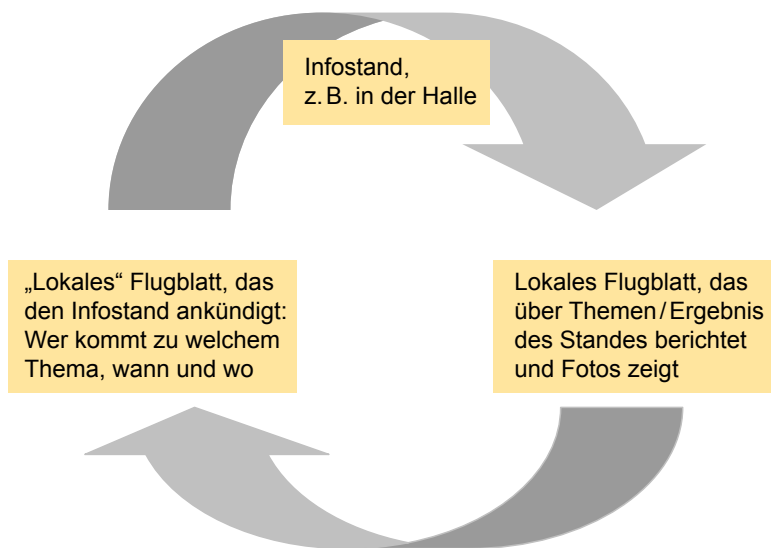 Infostand,
z. B. in der Halle
„Lokales“ Flugblatt, das
den Infostand ankündigt:
Wer kommt zu welchem
Thema, wann und wo
Lokales Flugblatt, das
über Themen / Ergebnis
des Standes berichtet
und Fotos zeigt